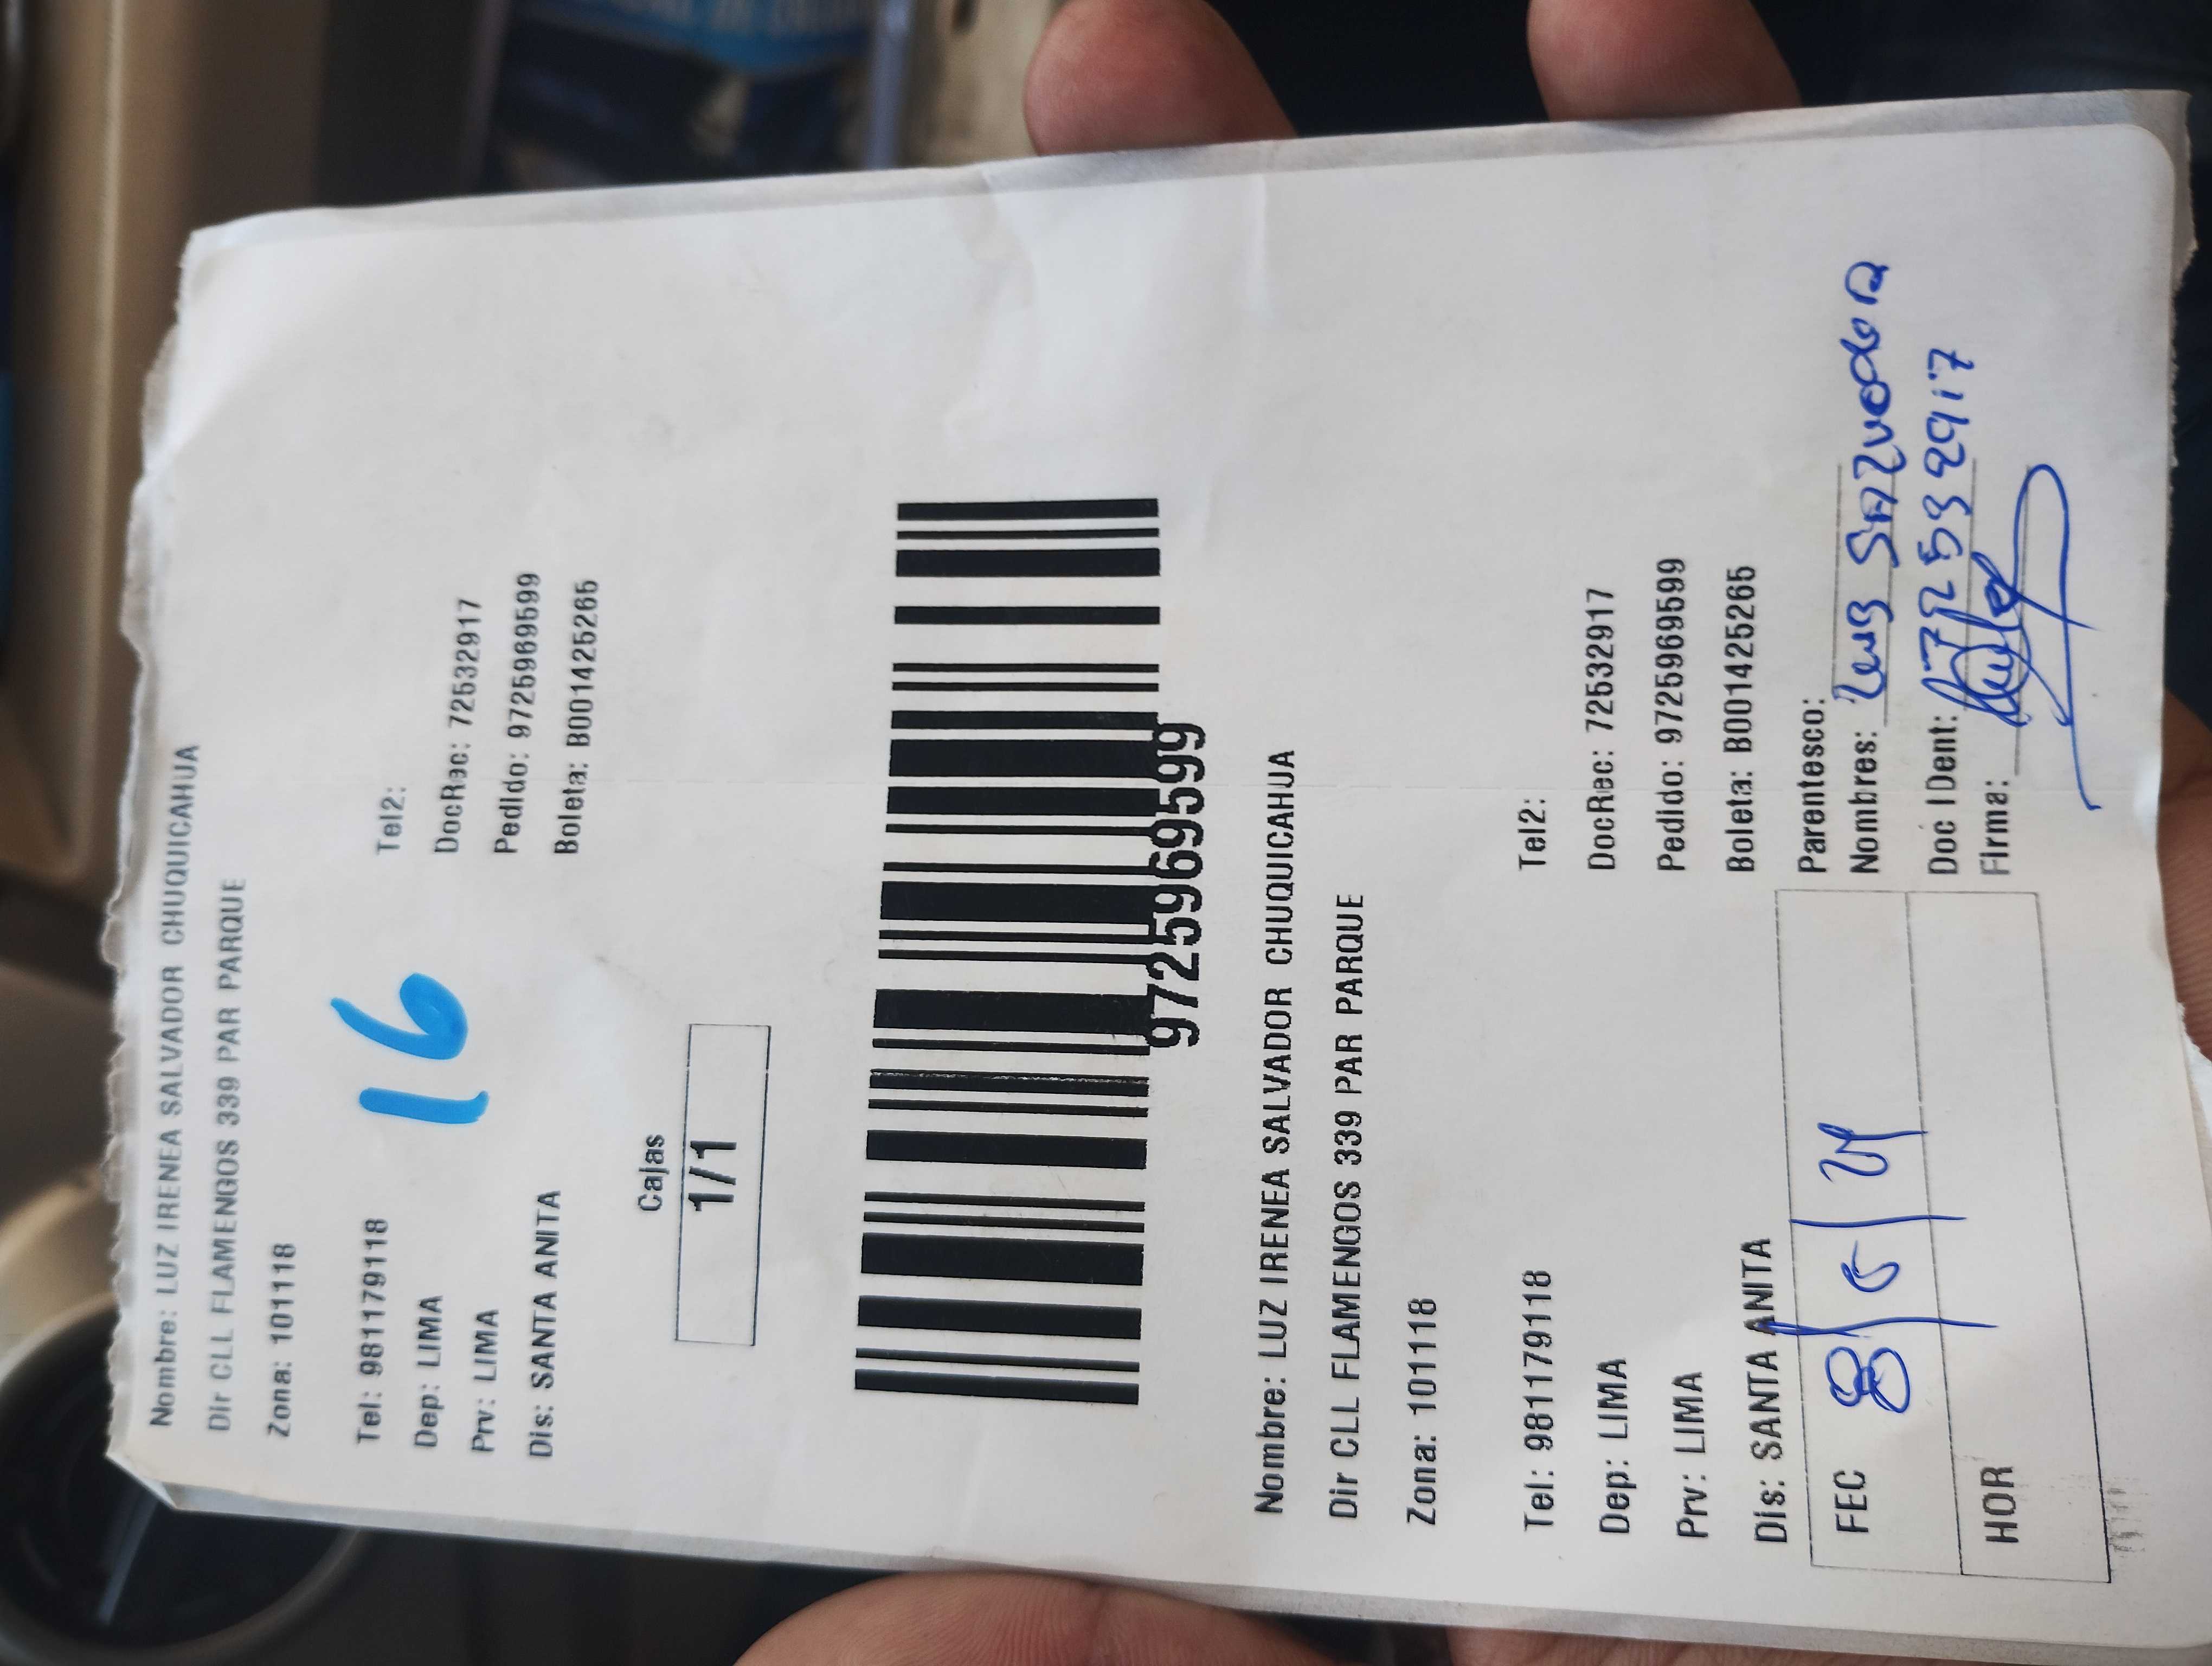 Nombre: LUZ IRENEA SALVADOR CHUQUICAHUA
Dir CLL FLAMENGOS 339 PAR PARQUE
Zona: 101118
16
Tel: 981179118 Tel2:
Dep: LIMA DocRec: 72532917
Prv: LIMA Pedido: 9725969599
Dis: SANTA ANITA Boleta: B001425265
Cajas
1/1
9725969599
Nombre: LUZ IRENEA SALVADOR CHUQUICAHUA
Dir CLL FLAMENGOS 339 PAR PARQUE
Zona: 101118
Tel: 981179118 Tel2:
Dep: LIMA DocRec: 72532917
Prv: LIMA Pedido: 9725969599
Dis: SANTA ANITA Boleta: B001425265
Parentesco:
FEC 8/5/24 Nombres: Luz Salvador
Doc IDent: 72532917
HOR Firma: